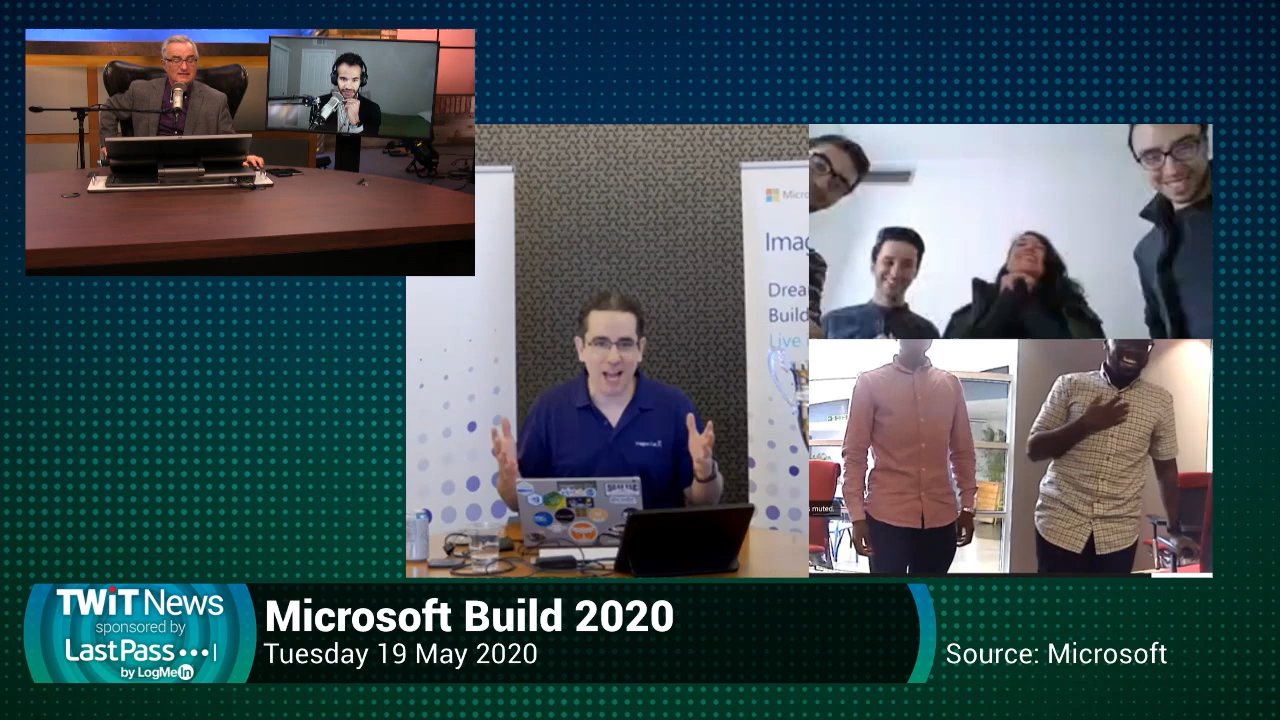 Micro
Imag
Drea
Build
Live
s muted.
TWiT News
sponsored by
LastPass •••|
by LogMeIn
Microsoft Build 2020
Tuesday 19 May 2020
Source: Microsoft